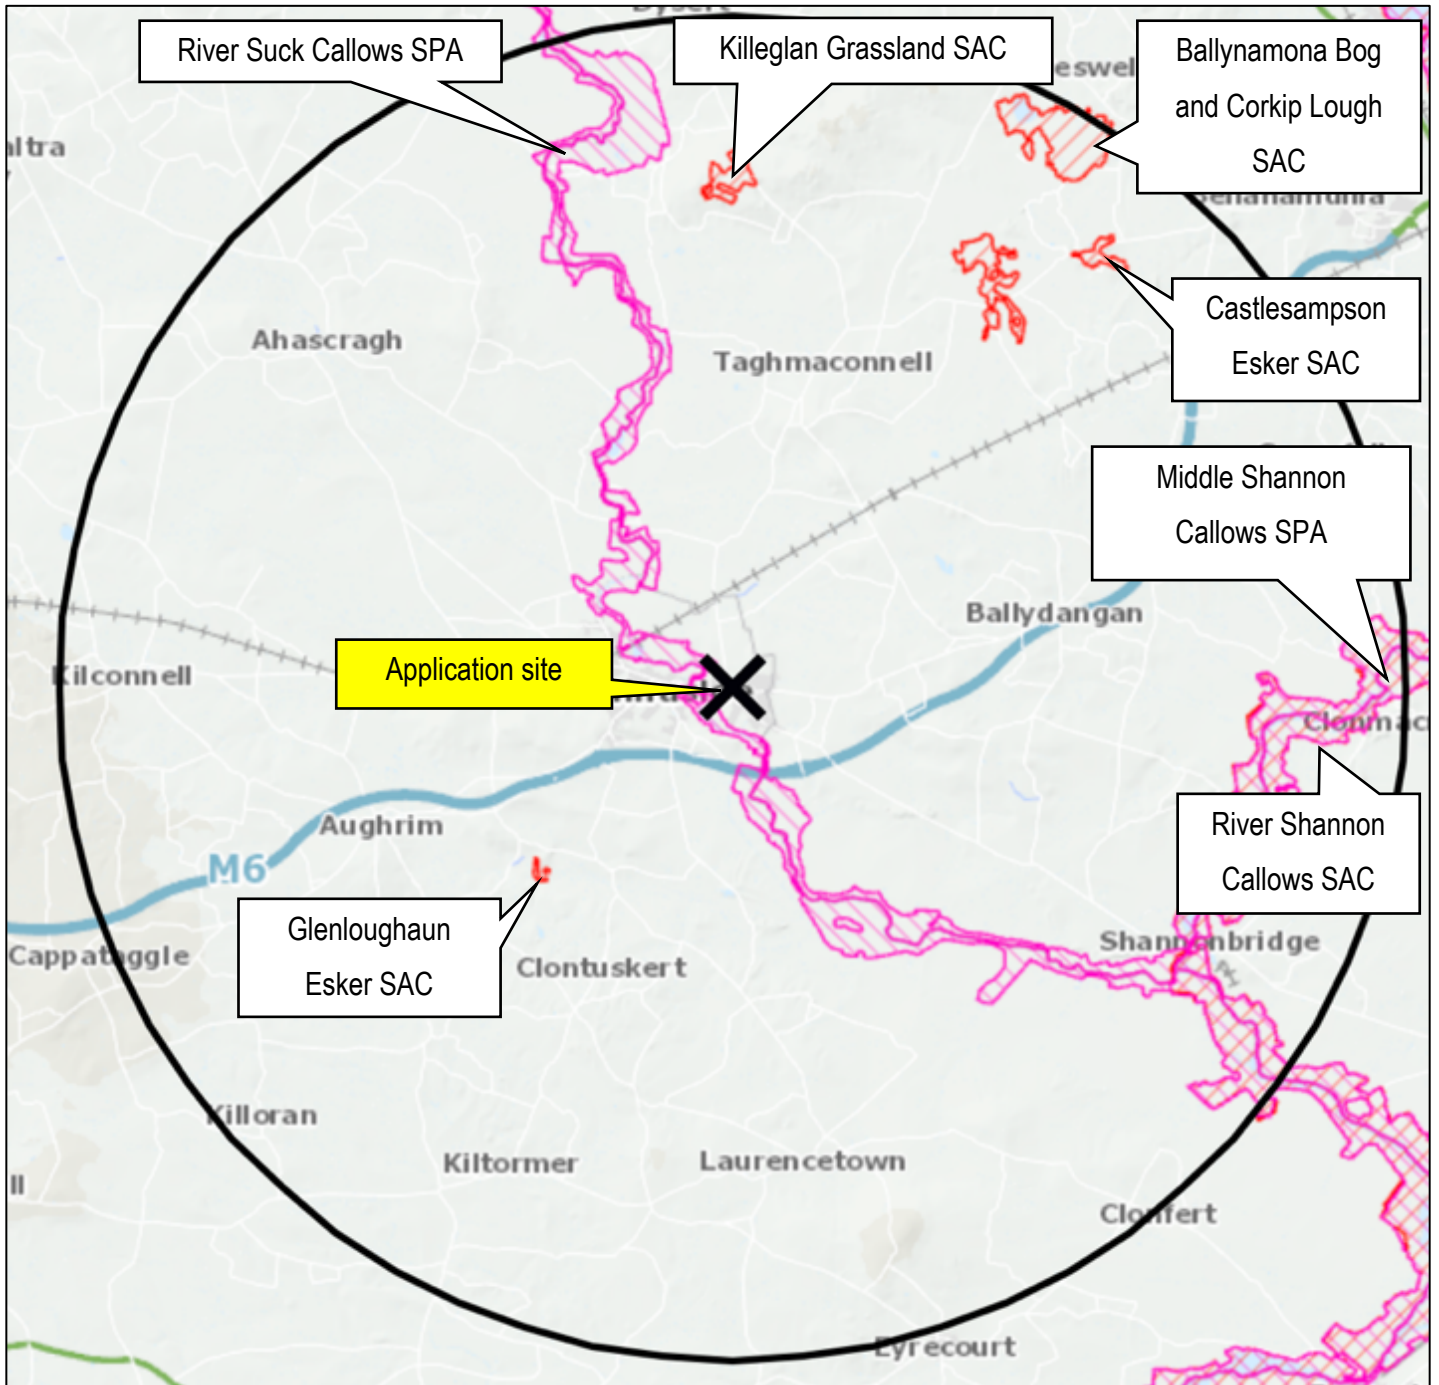 River Suck Callows SPA
Killeglan Grassland SAC
Ballynamona Bog
and Corkip Lough
SAC
Ahascragh
Taghmaconnell
Castlesampson
Esker SAC
Middle Shannon
Callows SPA
Ballydangan
Kilconnell
Application site
River Shannon
Callows SAC
Aughrim
M6
Glenloughaun
Esker SAC
Cappataggle
Clontuskert
Shannonbridge
Killoran
Kiltormer
Laurencetown
Clonfert
Eyrecourt